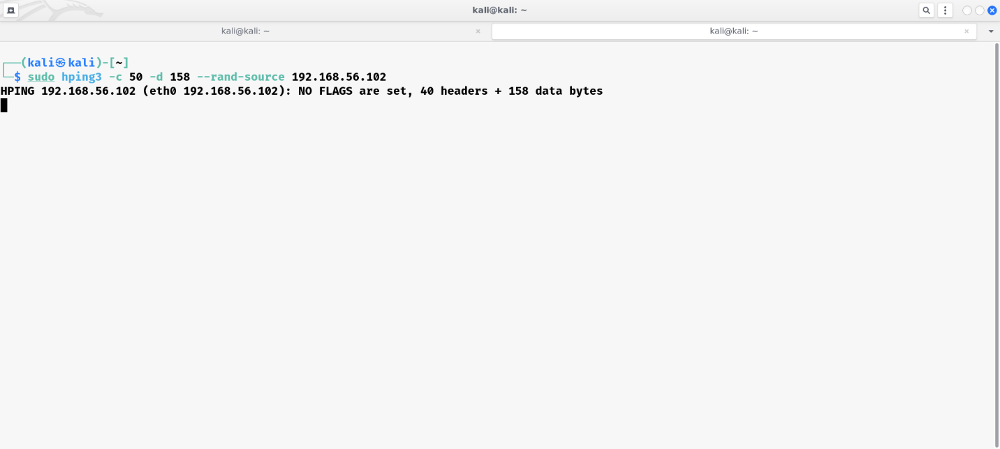 kali@kali: ~
kali@kali: ~
kali@kali: ~
┌──(kali㉿kali)-[~]
└─$ sudo hping3 -c 50 -d 158 --rand-source 192.168.56.102
HPING 192.168.56.102 (eth0 192.168.56.102): NO FLAGS are set, 40 headers + 158 data bytes